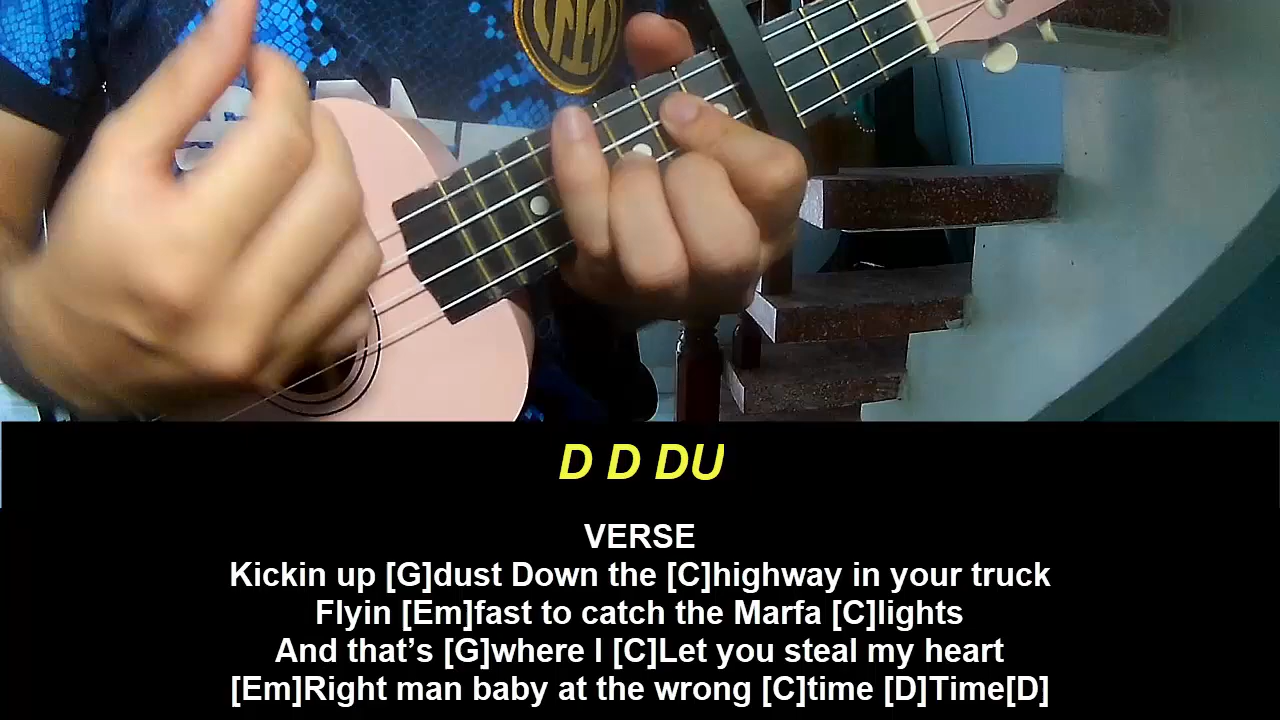 D D DU
VERSE
Kickin up [G]dust Down the [C]highway in your truck
Flyin [Em]fast to catch the Marfa [C]lights
And that’s [G]where I [C]Let you steal my heart
[Em]Right man baby at the wrong [C]time [D]Time[D]